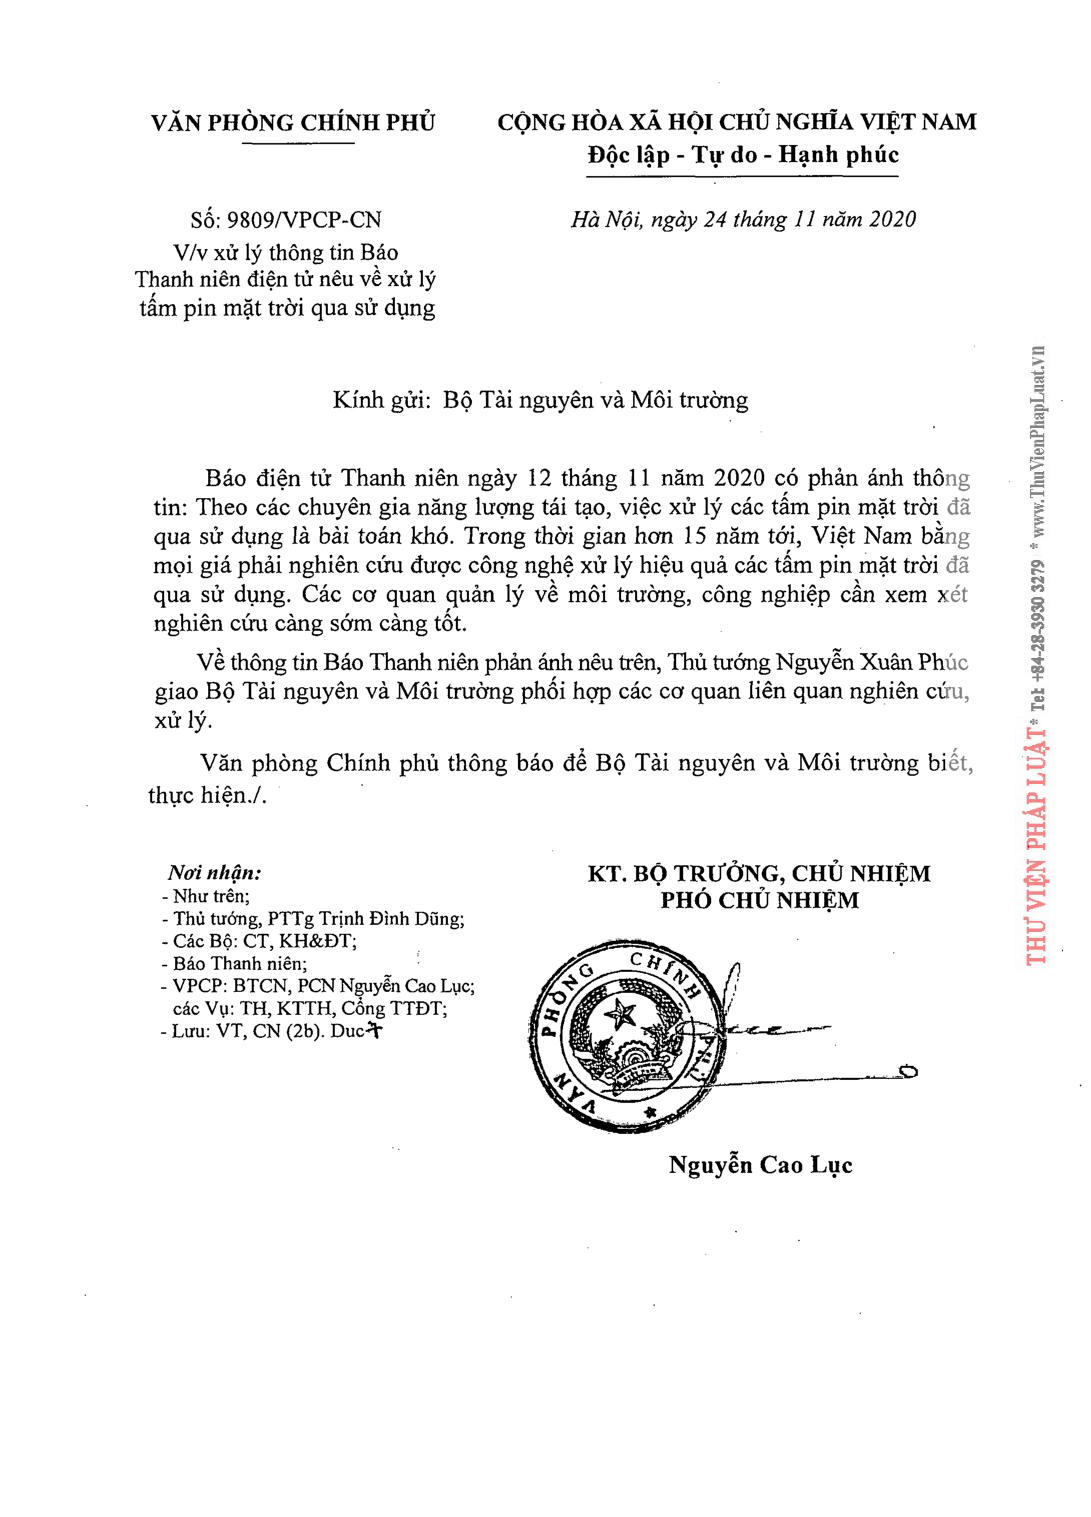 VĂN PHÒNG CHÍNH PHỦ
CỘNG HÒA XÃ HỘI CHỦ NGHĨA VIỆT NAM
Độc lập - Tự do - Hạnh phúc
Số: 9809/VPCP-CN
Hà Nội, ngày 24 tháng 11 năm 2020
V/v xử lý thông tin Báo
Thanh niên điện tử nêu về xử lý
tấm pin mặt trời qua sử dụng
Kính gửi: Bộ Tài nguyên và Môi trường
Báo điện tử Thanh niên ngày 12 tháng 11 năm 2020 có phản ánh thông
tin: Theo các chuyên gia năng lượng tái tạo, việc xử lý các tấm pin mặt trời đã
qua sử dụng là bài toán khó. Trong thời gian hơn 15 năm tới, Việt Nam bằng
mọi giá phải nghiên cứu được công nghệ xử lý hiệu quả các tấm pin mặt trời đã
qua sử dụng. Các cơ quan quản lý về môi trường, công nghiệp cần xem xét
nghiên cứu càng sớm càng tốt.
Về thông tin Báo Thanh niên phản ánh nêu trên, Thủ tướng Nguyễn Xuân Phúc
giao Bộ Tài nguyên và Môi trường phối hợp các cơ quan liên quan nghiên cứu,
xử lý.
Văn phòng Chính phủ thông báo để Bộ Tài nguyên và Môi trường biết,
thực hiện./.
Nơi nhận:
- Như trên;
- Thủ tướng, PTTg Trịnh Đình Dũng;
- Các Bộ: CT, KH&ĐT;
- Báo Thanh niên;
- VPCP: BTCN, PCN Nguyễn Cao Lục;
các Vụ: TH, KTTH, Cổng TTĐT;
- Lưu: VT, CN (2b). Duc
KT. BỘ TRƯỞNG, CHỦ NHIỆM
PHÓ CHỦ NHIỆM
VĂN PHÒNG CHÍNH PHỦ
Nguyễn Cao Lục
THƯ VIỆN PHÁP LUẬT * Tel: +84-28-3930 3279 * www.ThuVienPhapLuat.vn